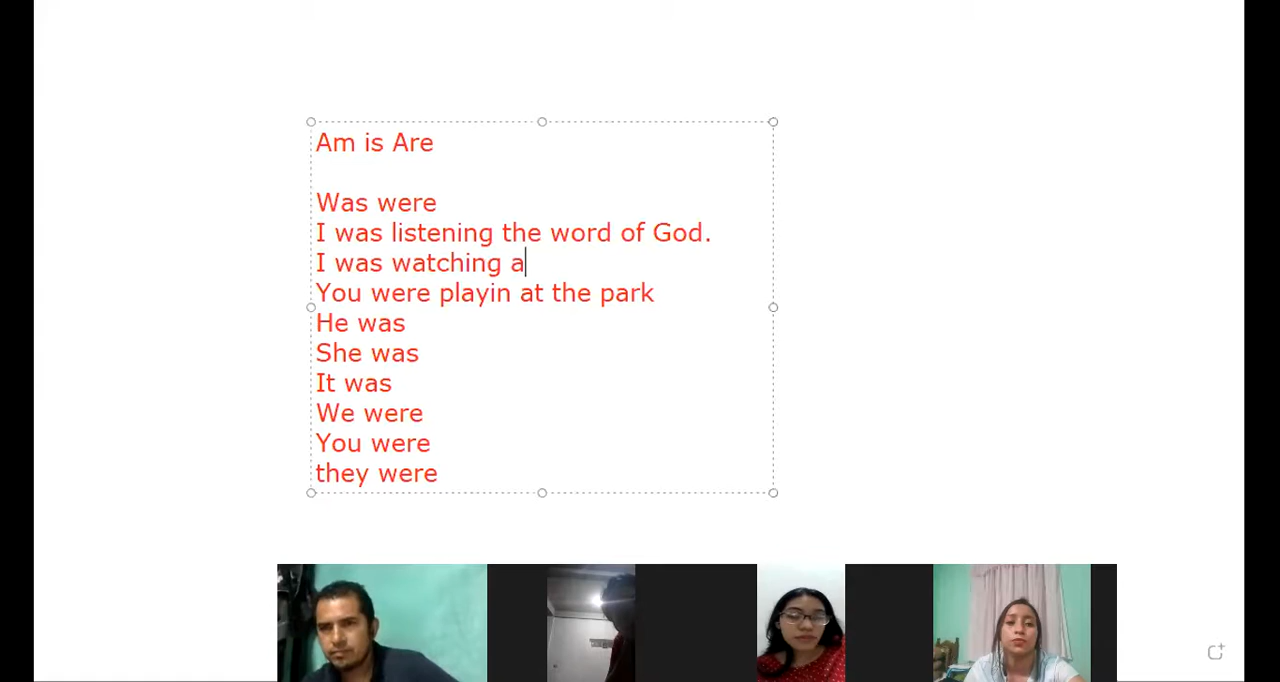 Am is Are
Was were
I was listening the word of God.
I was watching a
You were playin at the park
He was
She was
It was
We were
You were
they were